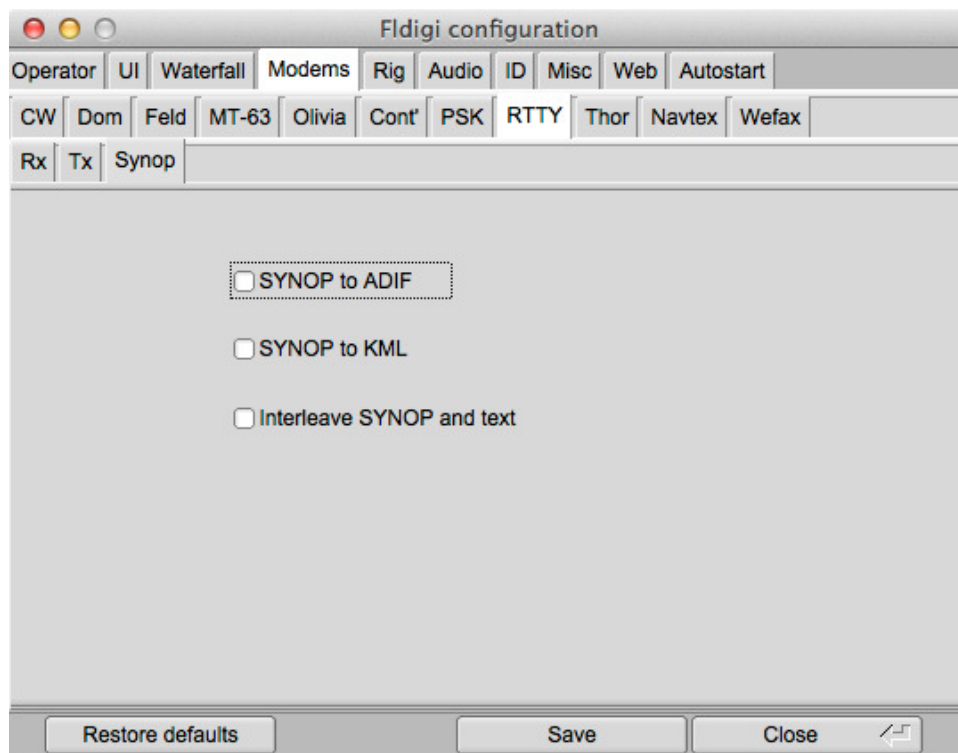 Fldigi configuration
Operator UI Waterfall Modems Rig Audio ID Misc Web Autostart
CW Dom Feld MT-63 Olivia Cont' PSK RTTY Thor Navtex Wefax
Rx Tx Synop
SYNOP to ADIF
SYNOP to KML
Interleave SYNOP and text
Restore defaults Save Close